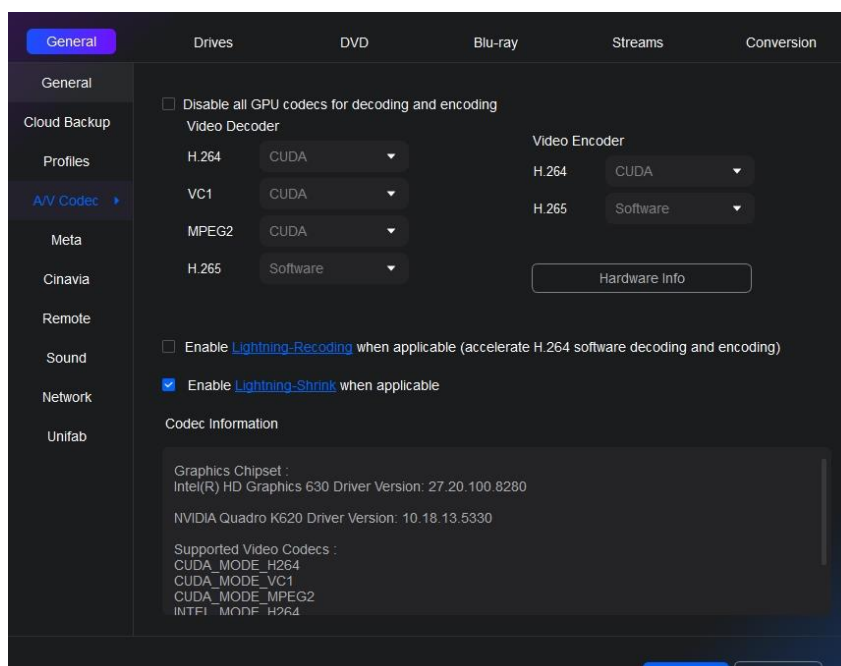 General Drives DVD Blu-ray Streams Conversion
General
Cloud Backup
Profiles
A/V Codec
Meta
Cinavia
Remote
Sound
Network
Unifab
Disable all GPU codecs for decoding and encoding
Video Decoder
H.264 CUDA
VC1 CUDA
MPEG2 CUDA
H.265 Software
Video Encoder
H.264 CUDA
H.265 Software
Hardware Info
Enable Lightning-Recoding when applicable (accelerate H.264 software decoding and encoding)
Enable Lightning-Shrink when applicable
Codec Information
Graphics Chipset :
Intel(R) HD Graphics 630 Driver Version: 27.20.100.8280
NVIDIA Quadro K620 Driver Version: 10.18.13.5330
Supported Video Codecs :
CUDA_MODE_H264
CUDA_MODE_VC1
CUDA_MODE_MPEG2
INTEL_MODE_H264